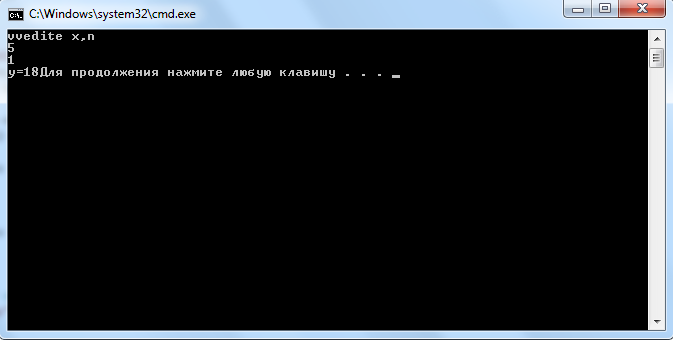 C:\Windows\system32\cmd.exe
vvedite x,n
5
1
y=18Для продолжения нажмите любую клавишу . . . _